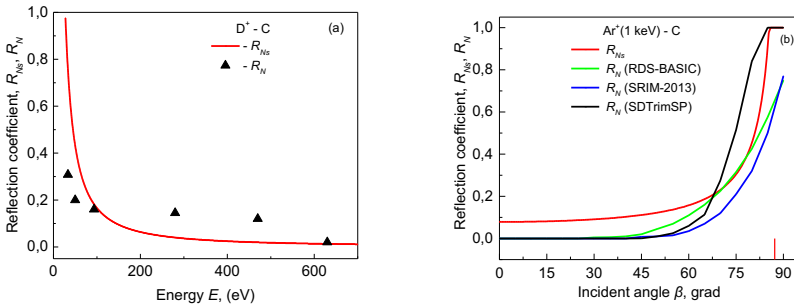 D⁺ - C
(a)
- R_Ns
- R_N
Reflection coefficient, R_Ns, R_N
1,0
0,8
0,6
0,4
0,2
0,0
0 200 400 600
Energy E, (eV)
Ar⁺(1 keV) - C
(b)
R_Ns
R_N (RDS-BASIC)
R_N (SRIM-2013)
R_N (SDTrimSP)
Reflection coefficient, R_Ns, R_N
1,0
0,8
0,6
0,4
0,2
0,0
0 15 30 45 60 75 90
Incident angle β, grad